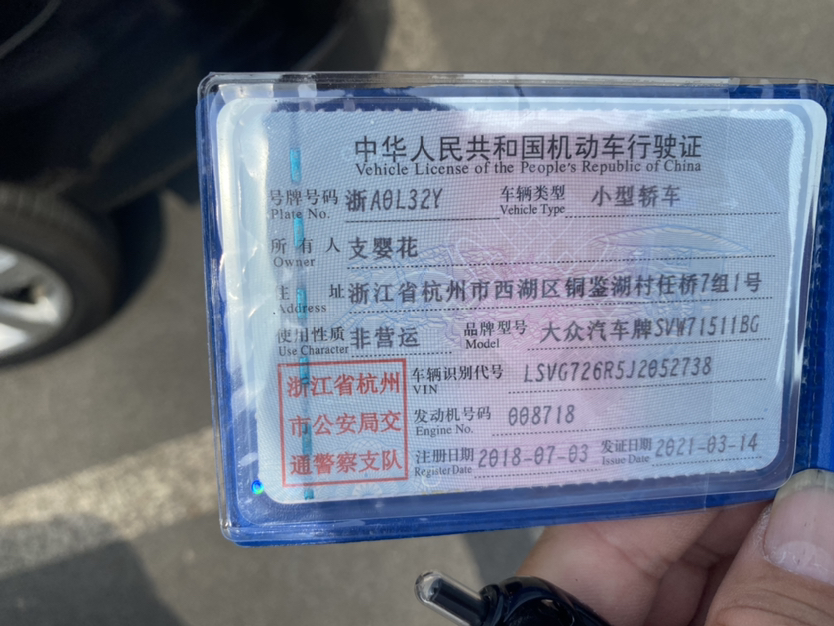 中华人民共和国机动车行驶证
Vehicle License of the People's Republic of China
号牌号码 浙A0L32Y 车辆类型 小型轿车
Plate No. Vehicle Type
所有人 支婴花
Owner
住址 浙江省杭州市西湖区铜鉴湖村任桥7组1号
Address
使用性质 非营运 品牌型号 大众汽车牌SVW71511BG
Use Character Model
浙江省杭州 车辆识别代号 LSVG726R5J2052738
VIN
市公安局交 发动机号码 008718
Engine No.
通警察支队 注册日期 2018-07-03 发证日期 2021-03-14
Register Date Issue Date